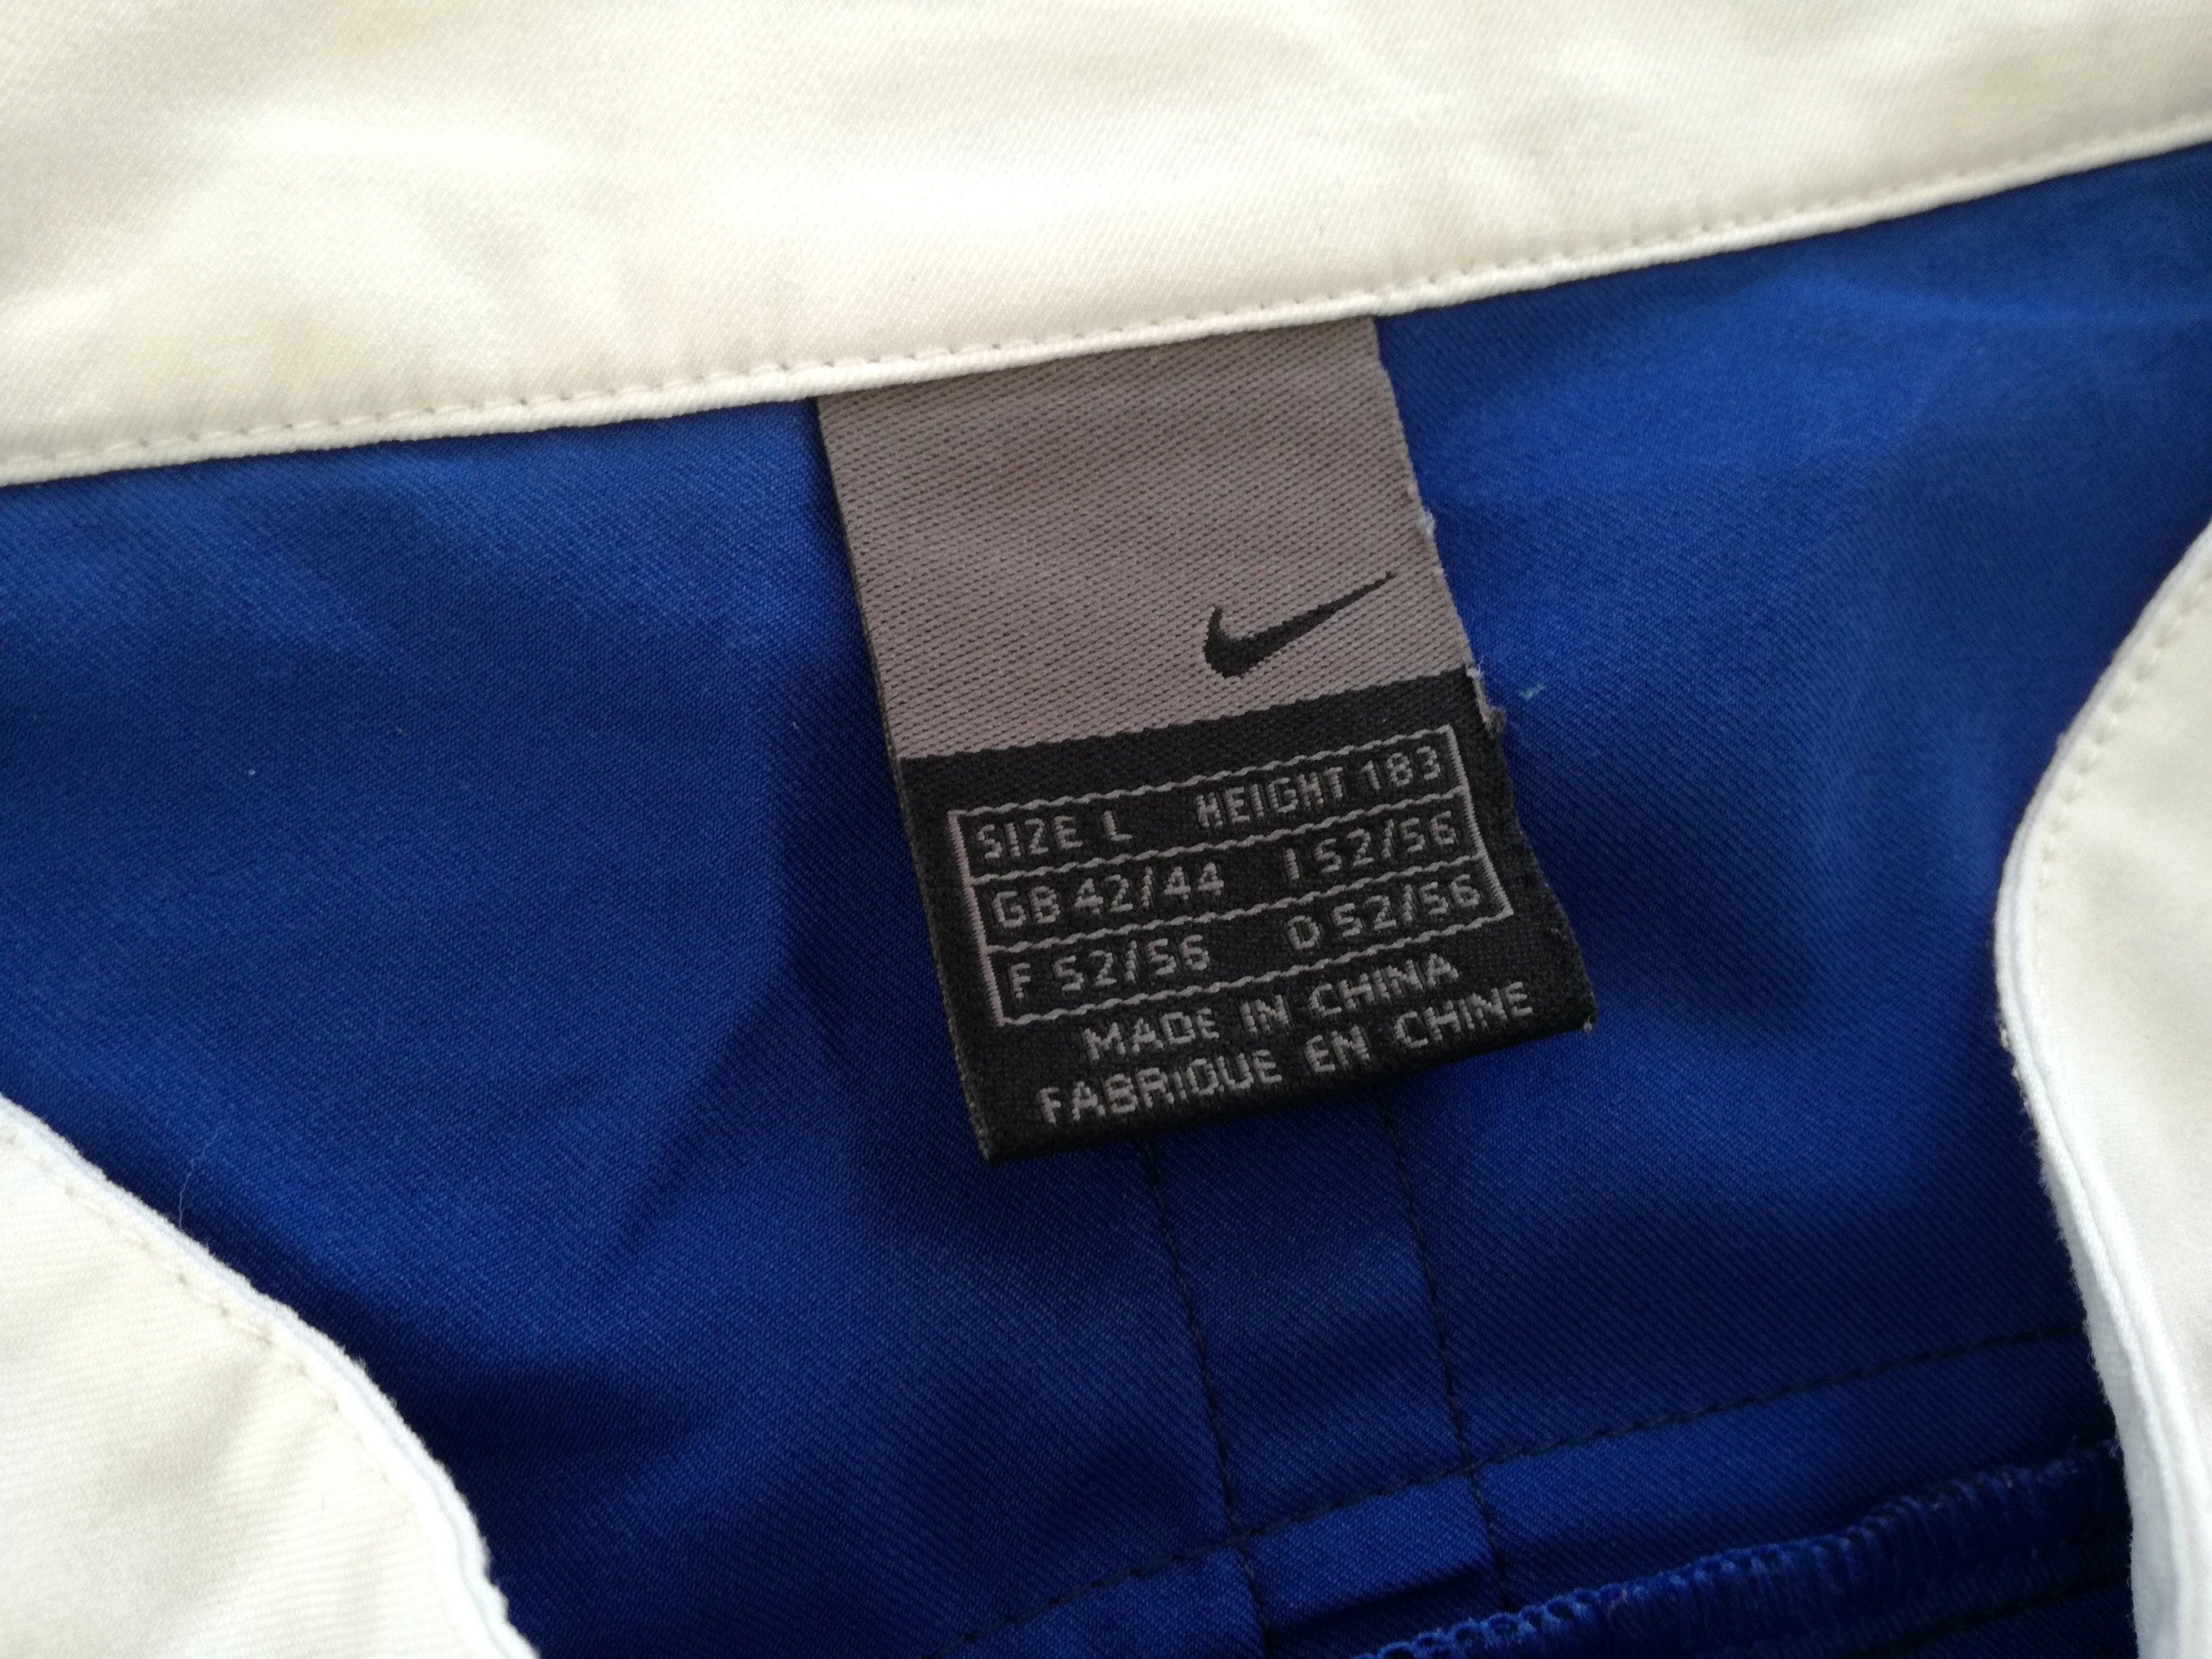 SIZE L HEIGHT 183
GB 42/44 I 52/56
F 52/56 D 52/56
MADE IN CHINA
FABRIQUE EN CHINE